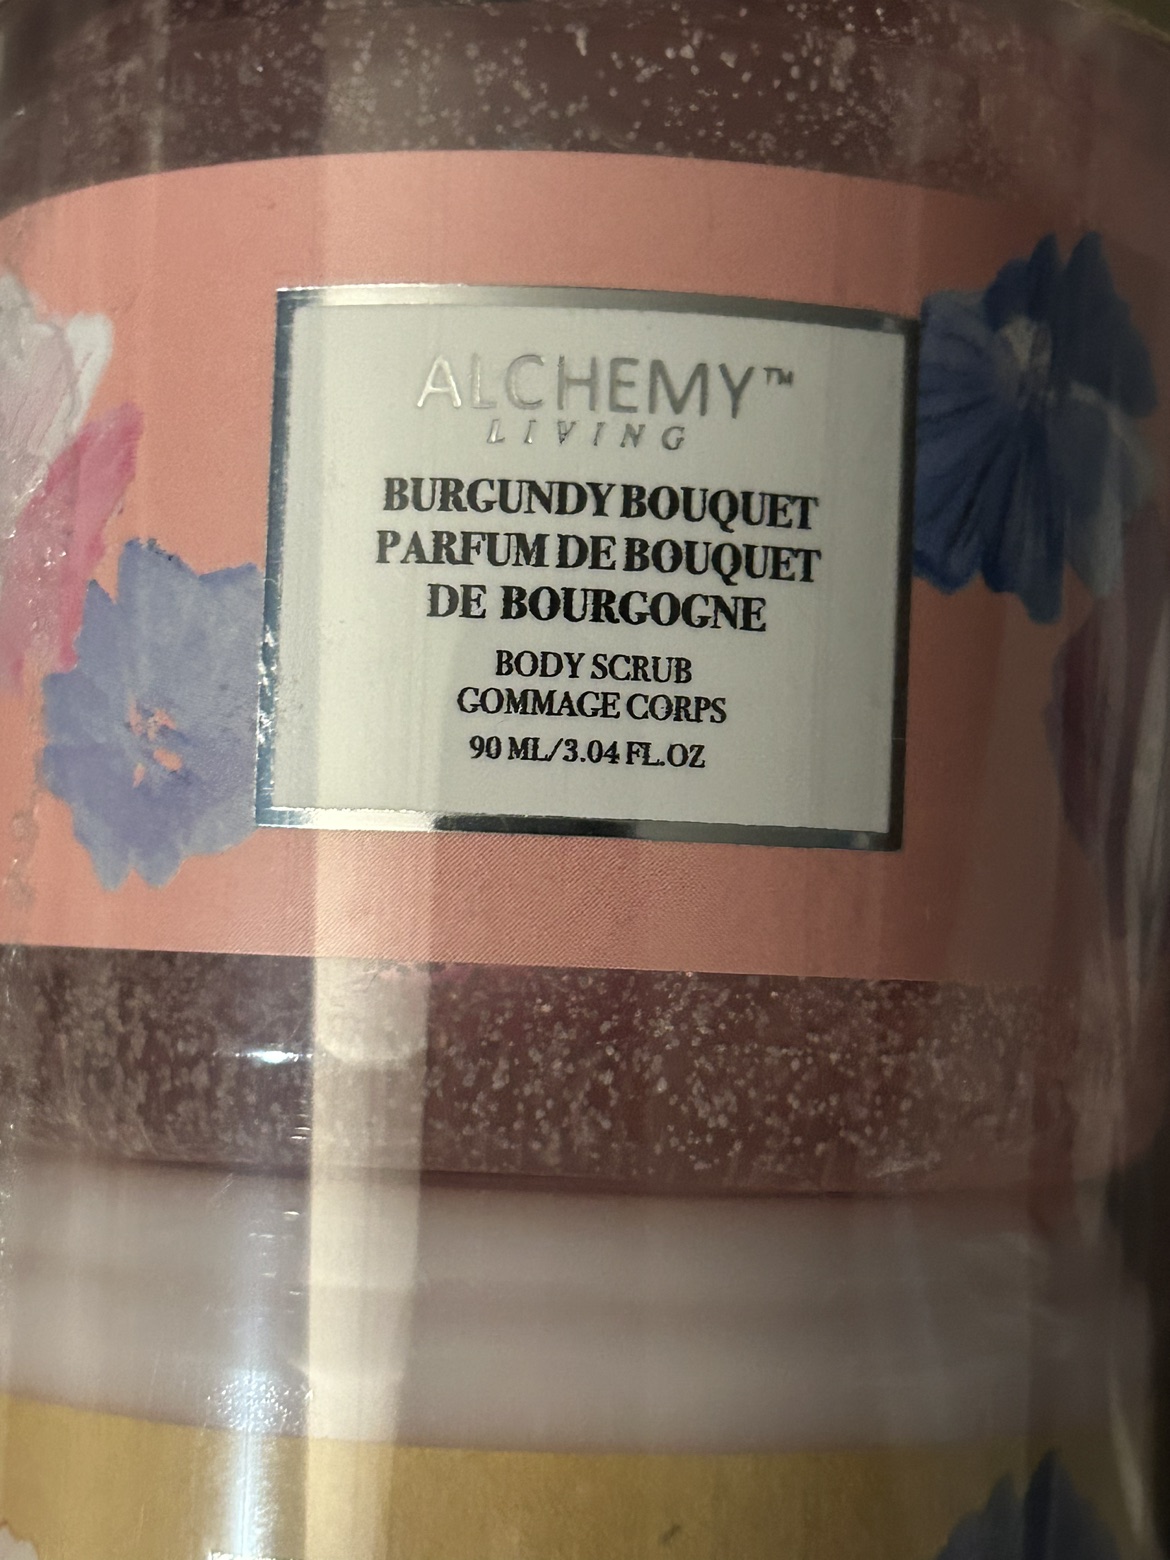 ALCHEMY™
LIVING
BURGUNDY BOUQUET
PARFUM DE BOUQUET
DE BOURGOGNE
BODY SCRUB
GOMMAGE CORPS
90 ML/3.04 FL.OZ